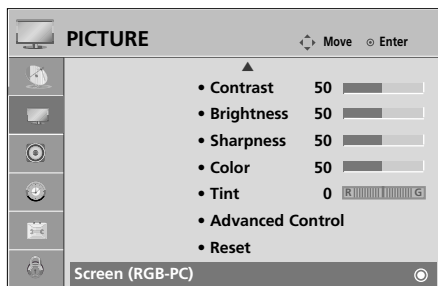 PICTURE
Move
Enter
• Contrast 50
• Brightness 50
• Sharpness 50
• Color 50
• Tint 0 R G
• Advanced Control
• Reset
Screen (RGB-PC)